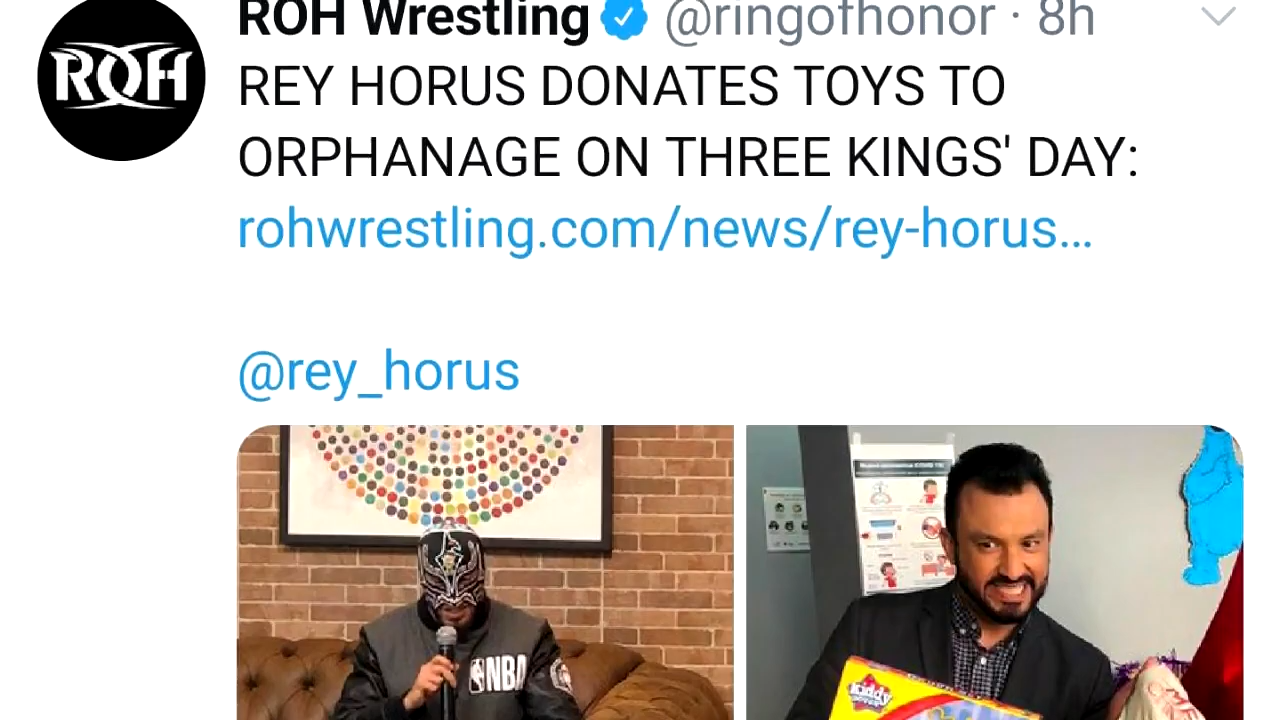 ROH
ROH Wrestling @ringofhonor · 8h
REY HORUS DONATES TOYS TO
ORPHANAGE ON THREE KINGS' DAY:
rohwrestling.com/news/rey-horus…
@rey_horus
NBA
Kiddy